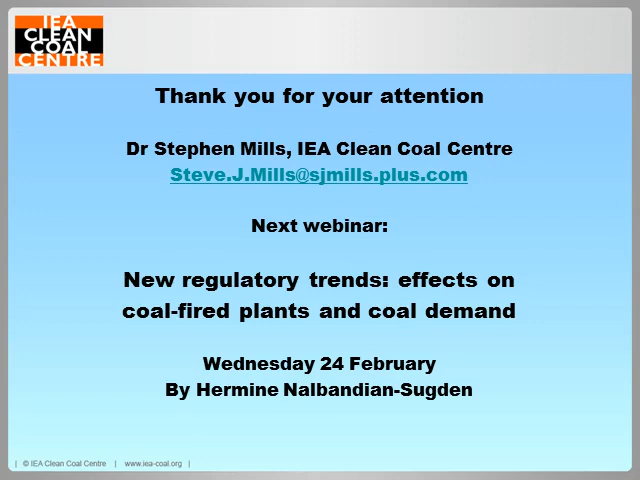 IEA
CLEAN
COAL
CENTRE
Thank you for your attention
Dr Stephen Mills, IEA Clean Coal Centre
Steve.J.Mills@sjmills.plus.com
Next webinar:
New regulatory trends: effects on
coal-fired plants and coal demand
Wednesday 24 February
By Hermine Nalbandian-Sugden
| © IEA Clean Coal Centre | www.iea-coal.org |